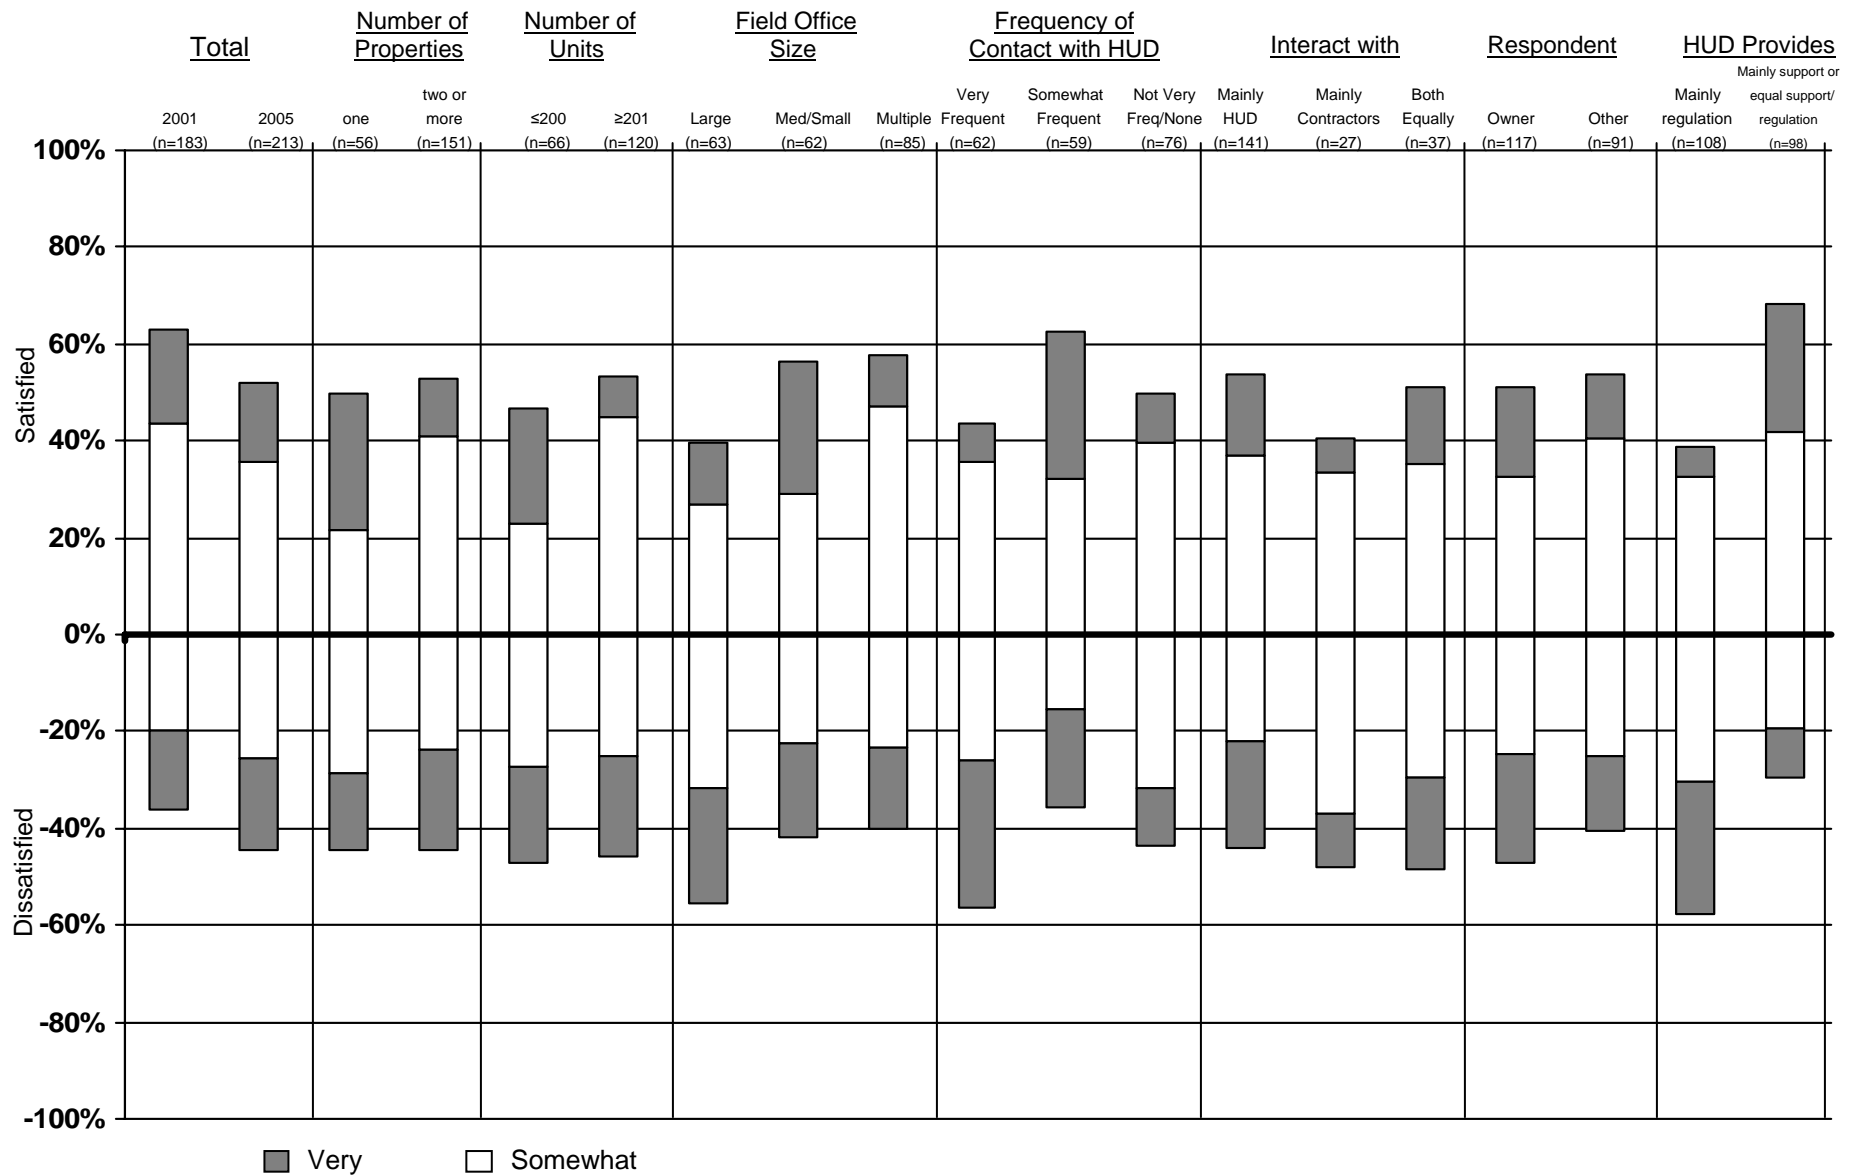 Total
Number of
Properties
Number of
Units
Field Office
Size
Frequency of
Contact with HUD
Interact with
Respondent
HUD Provides
2001
(n=183)
2005
(n=213)
one
(n=56)
two or
more
(n=151)
≤200
(n=66)
≥201
(n=120)
Large
(n=63)
Med/Small
(n=62)
Multiple
(n=85)
Very
Frequent
(n=62)
Somewhat
Frequent
(n=59)
Not Very
Freq/None
(n=76)
Mainly
HUD
(n=141)
Mainly
Contractors
(n=27)
Both
Equally
(n=37)
Owner
(n=117)
Other
(n=91)
Mainly
regulation
(n=108)
Mainly support or
equal support/
regulation
(n=98)
100%
80%
60%
40%
20%
0%
-20%
-40%
-60%
-80%
-100%
Satisfied
Dissatisfied
Very
Somewhat